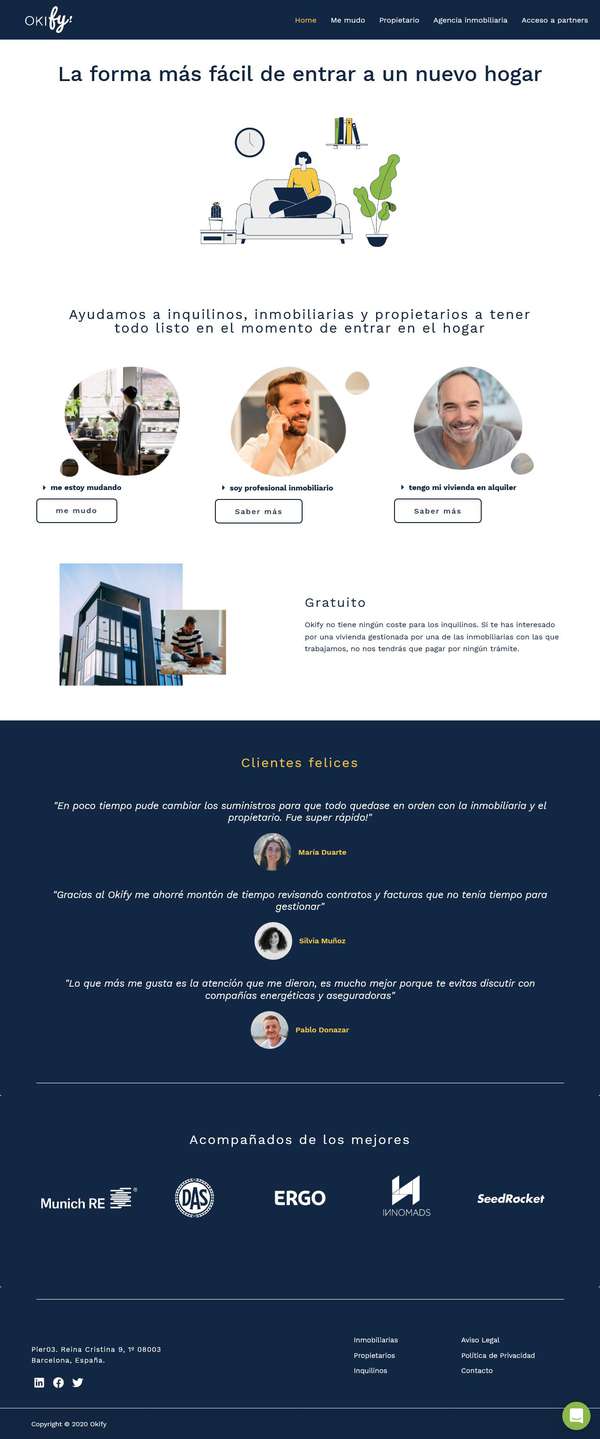 OKIfy!
Home
Me mudo
Propietario
Agencia inmobiliaria
Acceso a partners
La forma más fácil de entrar a un nuevo hogar
Ayudamos a inquilinos, inmobiliarias y propietarios a tener
todo listo en el momento de entrar en el hogar
me estoy mudando
me mudo
soy profesional inmobiliario
Saber más
tengo mi vivienda en alquiler
Saber más
Gratuito
Okify no tiene ningún coste para los inquilinos. Si te has interesado
por una vivienda gestionada por una de las inmobiliarias con las que
trabajamos, no nos tendrás que pagar por ningún trámite.
Clientes felices
"En poco tiempo pude cambiar los suministros para que todo quedase en orden con la inmobiliaria y el
propietario. Fue super rápido!"
María Duarte
"Gracias al Okify me ahorré montón de tiempo revisando contratos y facturas que no tenía tiempo para
gestionar"
Silvia Muñoz
"Lo que más me gusta es la atención que me dieron, es mucho mejor porque te evitas discutir con
compañías energéticas y aseguradoras"
Pablo Donazar
Acompañados de los mejores
Munich RE
DAS
ERGO
INNOMADS
SeedRocket
Pier03. Reina Cristina 9, 1º 08003
Barcelona, España.
Inmobiliarias
Propietarios
Inquilinos
Aviso Legal
Política de Privacidad
Contacto
Copyright © 2020 Okify